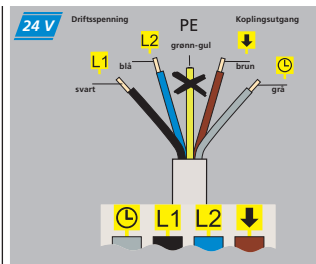 24 V
Driftsspenning
PE
Koplingsutgang
L1
L2
grønn-gul
svart
blå
brun
grå
L1
L2